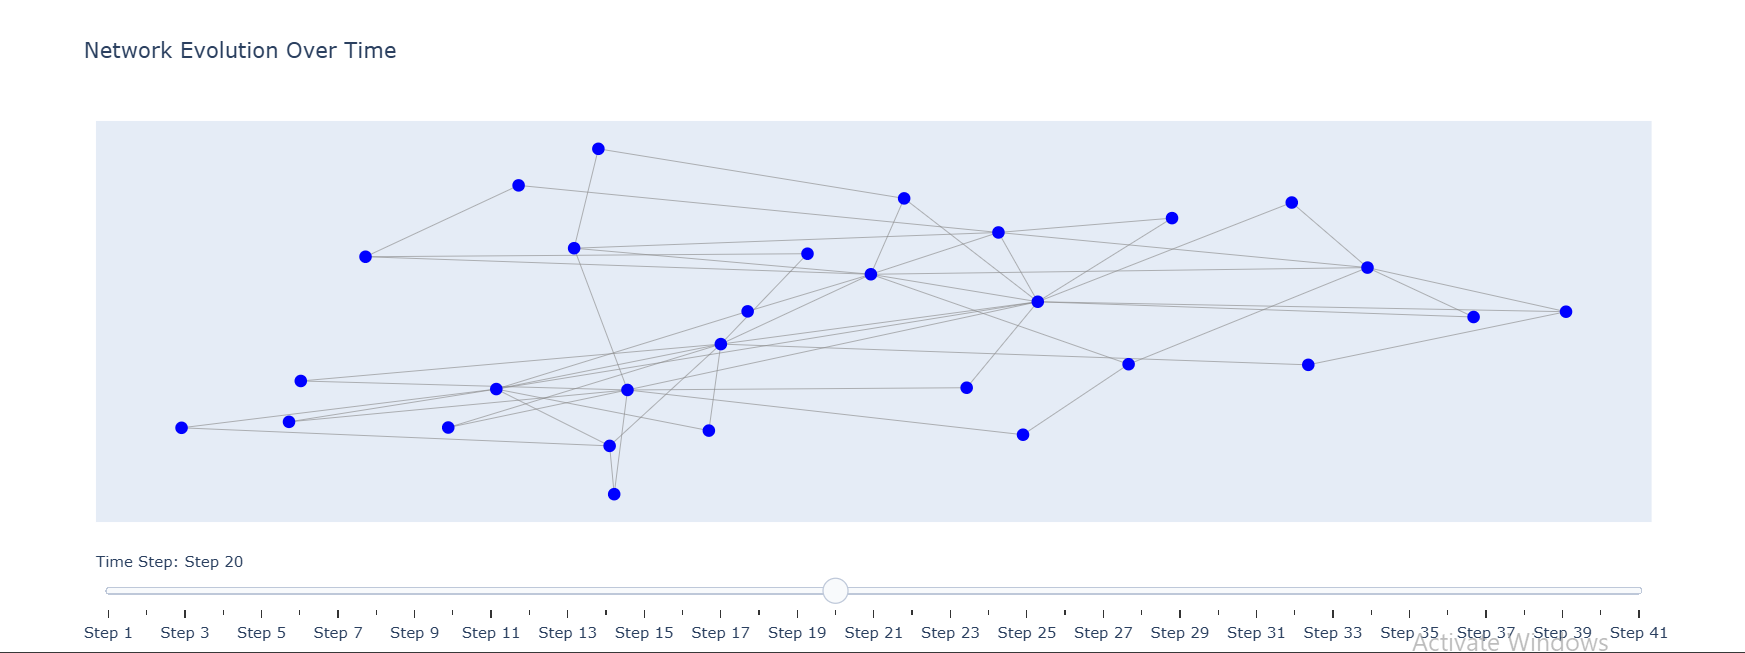 Network Evolution Over Time
Time Step: Step 20
Step 1 Step 3 Step 5 Step 7 Step 9 Step 11 Step 13 Step 15 Step 17 Step 19 Step 21 Step 23 Step 25 Step 27 Step 29 Step 31 Step 33 Step 35 Step 37 Step 39 Step 41
Activate Windows